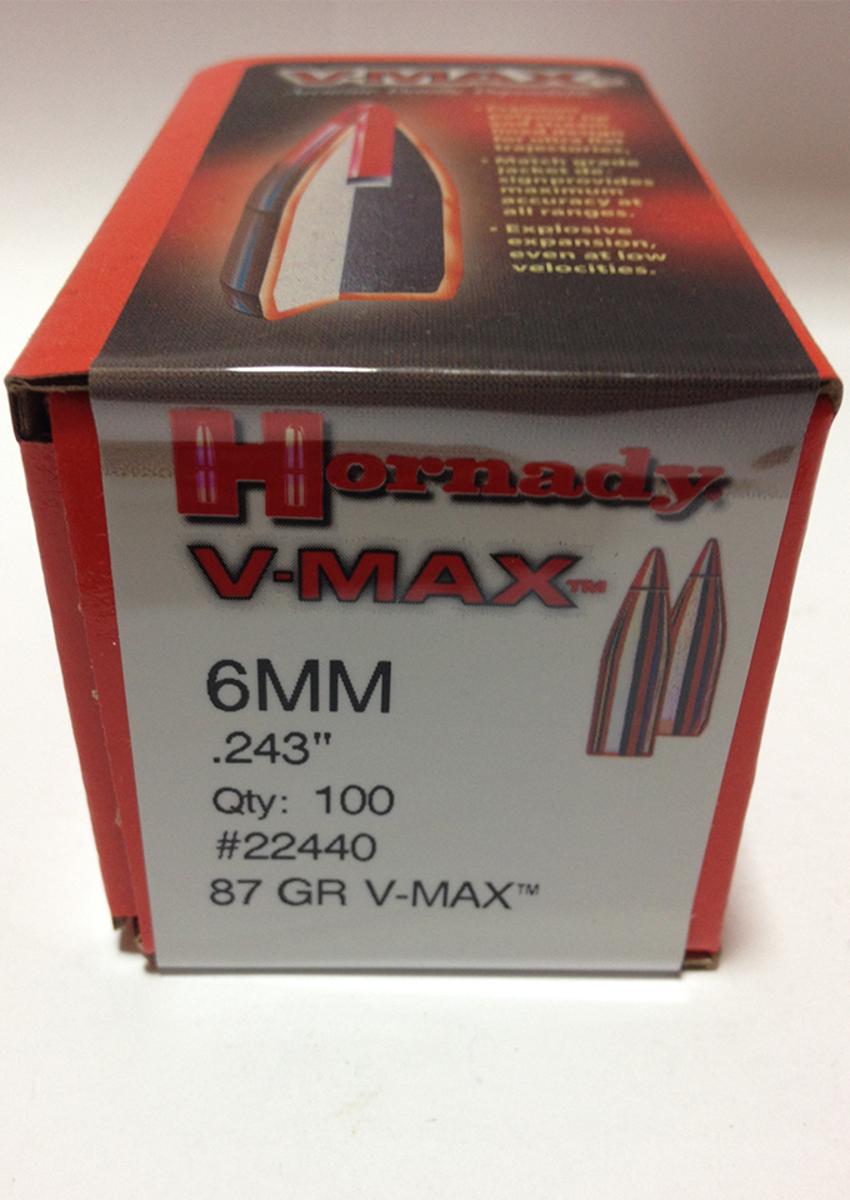 V-MAX
• Match grade
jacket de-
sign provides
maximum
accuracy at
all ranges.
• Explosive
expansion,
even at low
velocities.
Hornady
V-MAX™
6MM
.243"
Qty: 100
#22440
87 GR V-MAX™